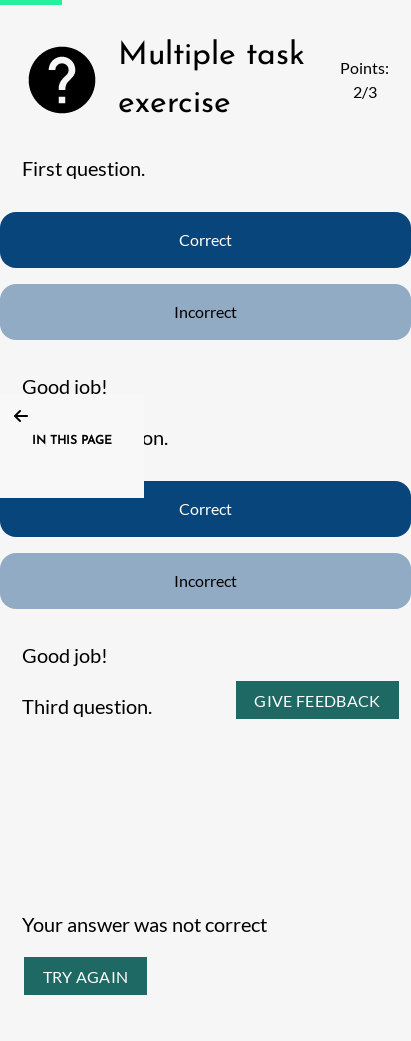 Multiple task
exercise
Points:
2/3
First question.
Correct
Incorrect
Good job!
IN THIS PAGE
on.
Correct
Incorrect
Good job!
Third question.
GIVE FEEDBACK
Your answer was not correct
TRY AGAIN